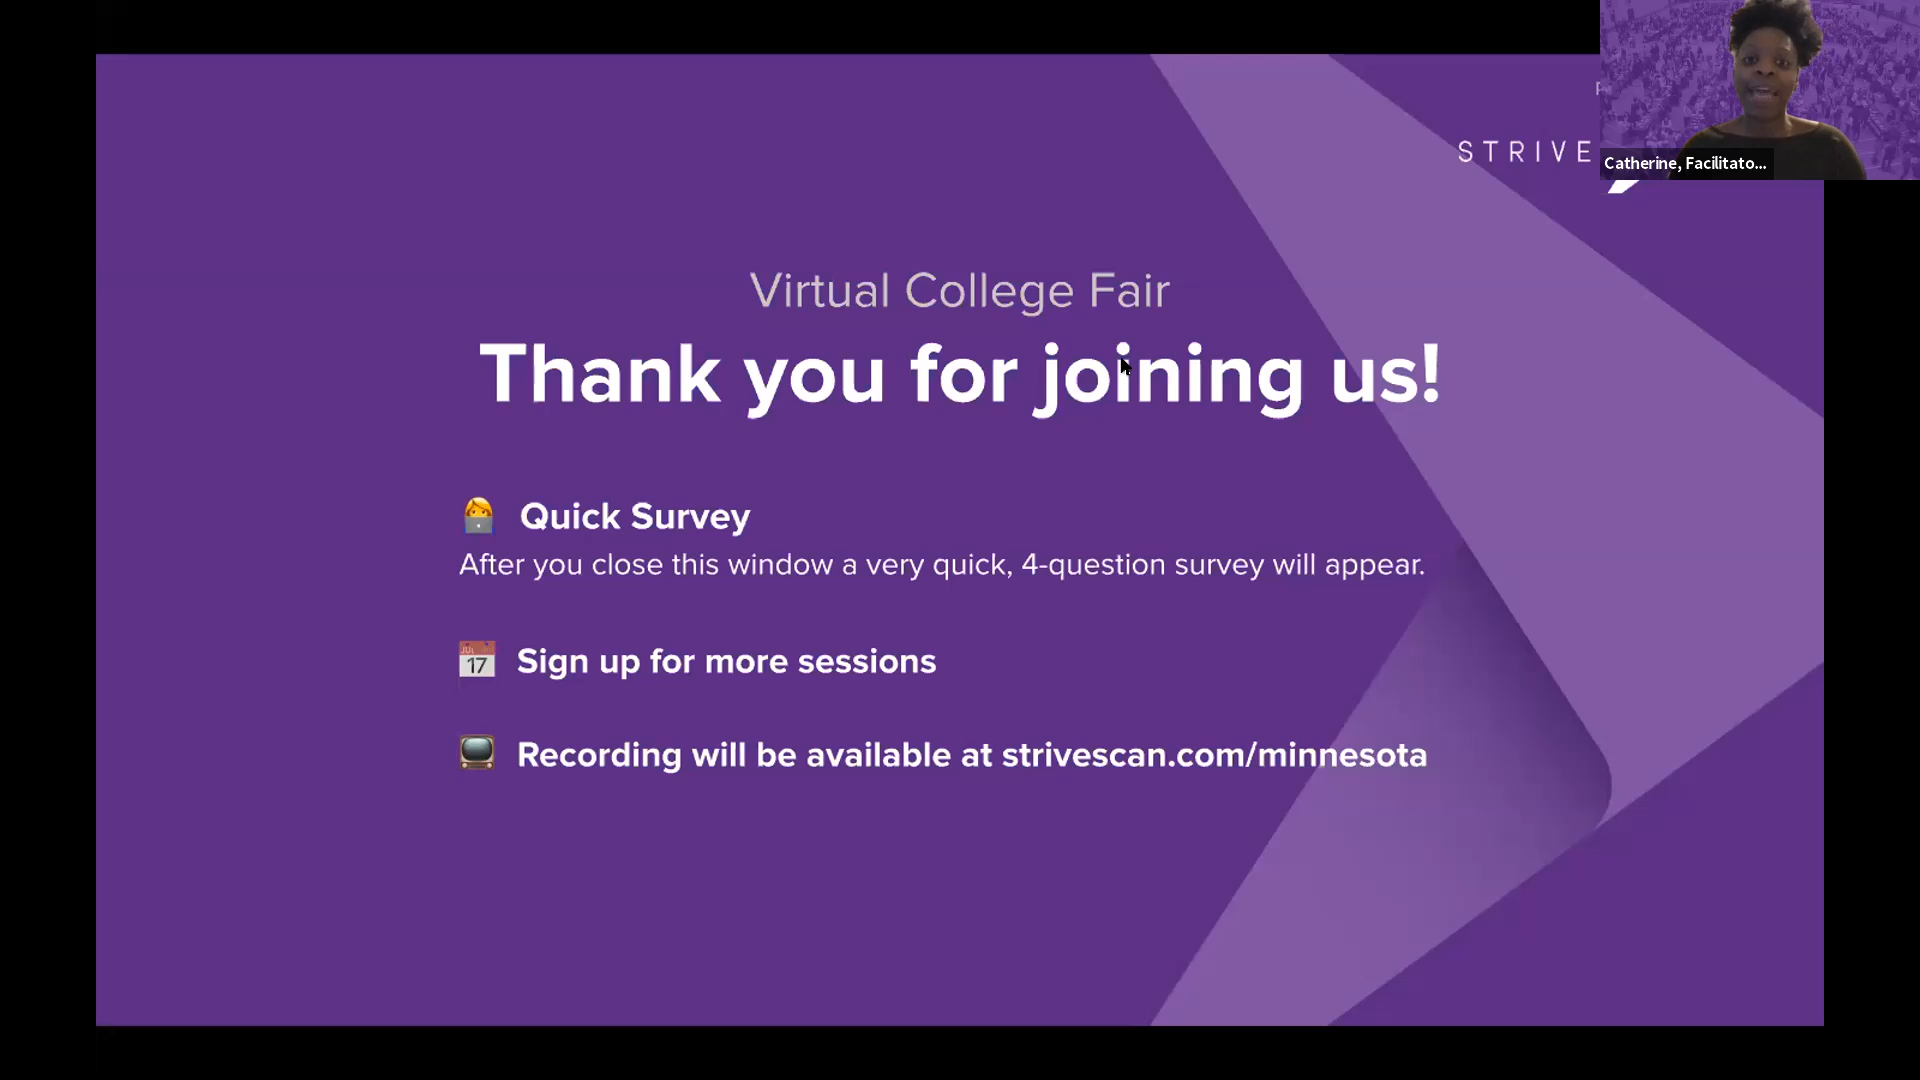 STRIVE
Catherine, Facilitato...
Virtual College Fair
Thank you for joining us!
Quick Survey
After you close this window a very quick, 4-question survey will appear.
JUL
17
Sign up for more sessions
Recording will be available at strivescan.com/minnesota